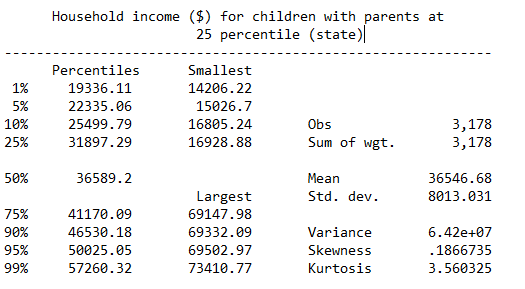 Household income ($) for children with parents at
25 percentile (state)
-------------------------------------------------------------
Percentiles Smallest
1% 19336.11 14206.22
5% 22335.06 15026.7
10% 25499.79 16805.24 Obs 3,178
25% 31897.29 16928.88 Sum of wgt. 3,178
50% 36589.2 Mean 36546.68
Largest Std. dev. 8013.031
75% 41170.09 69147.98
90% 46530.18 69332.09 Variance 6.42e+07
95% 50025.05 69502.97 Skewness .1866735
99% 57260.32 73410.77 Kurtosis 3.560325